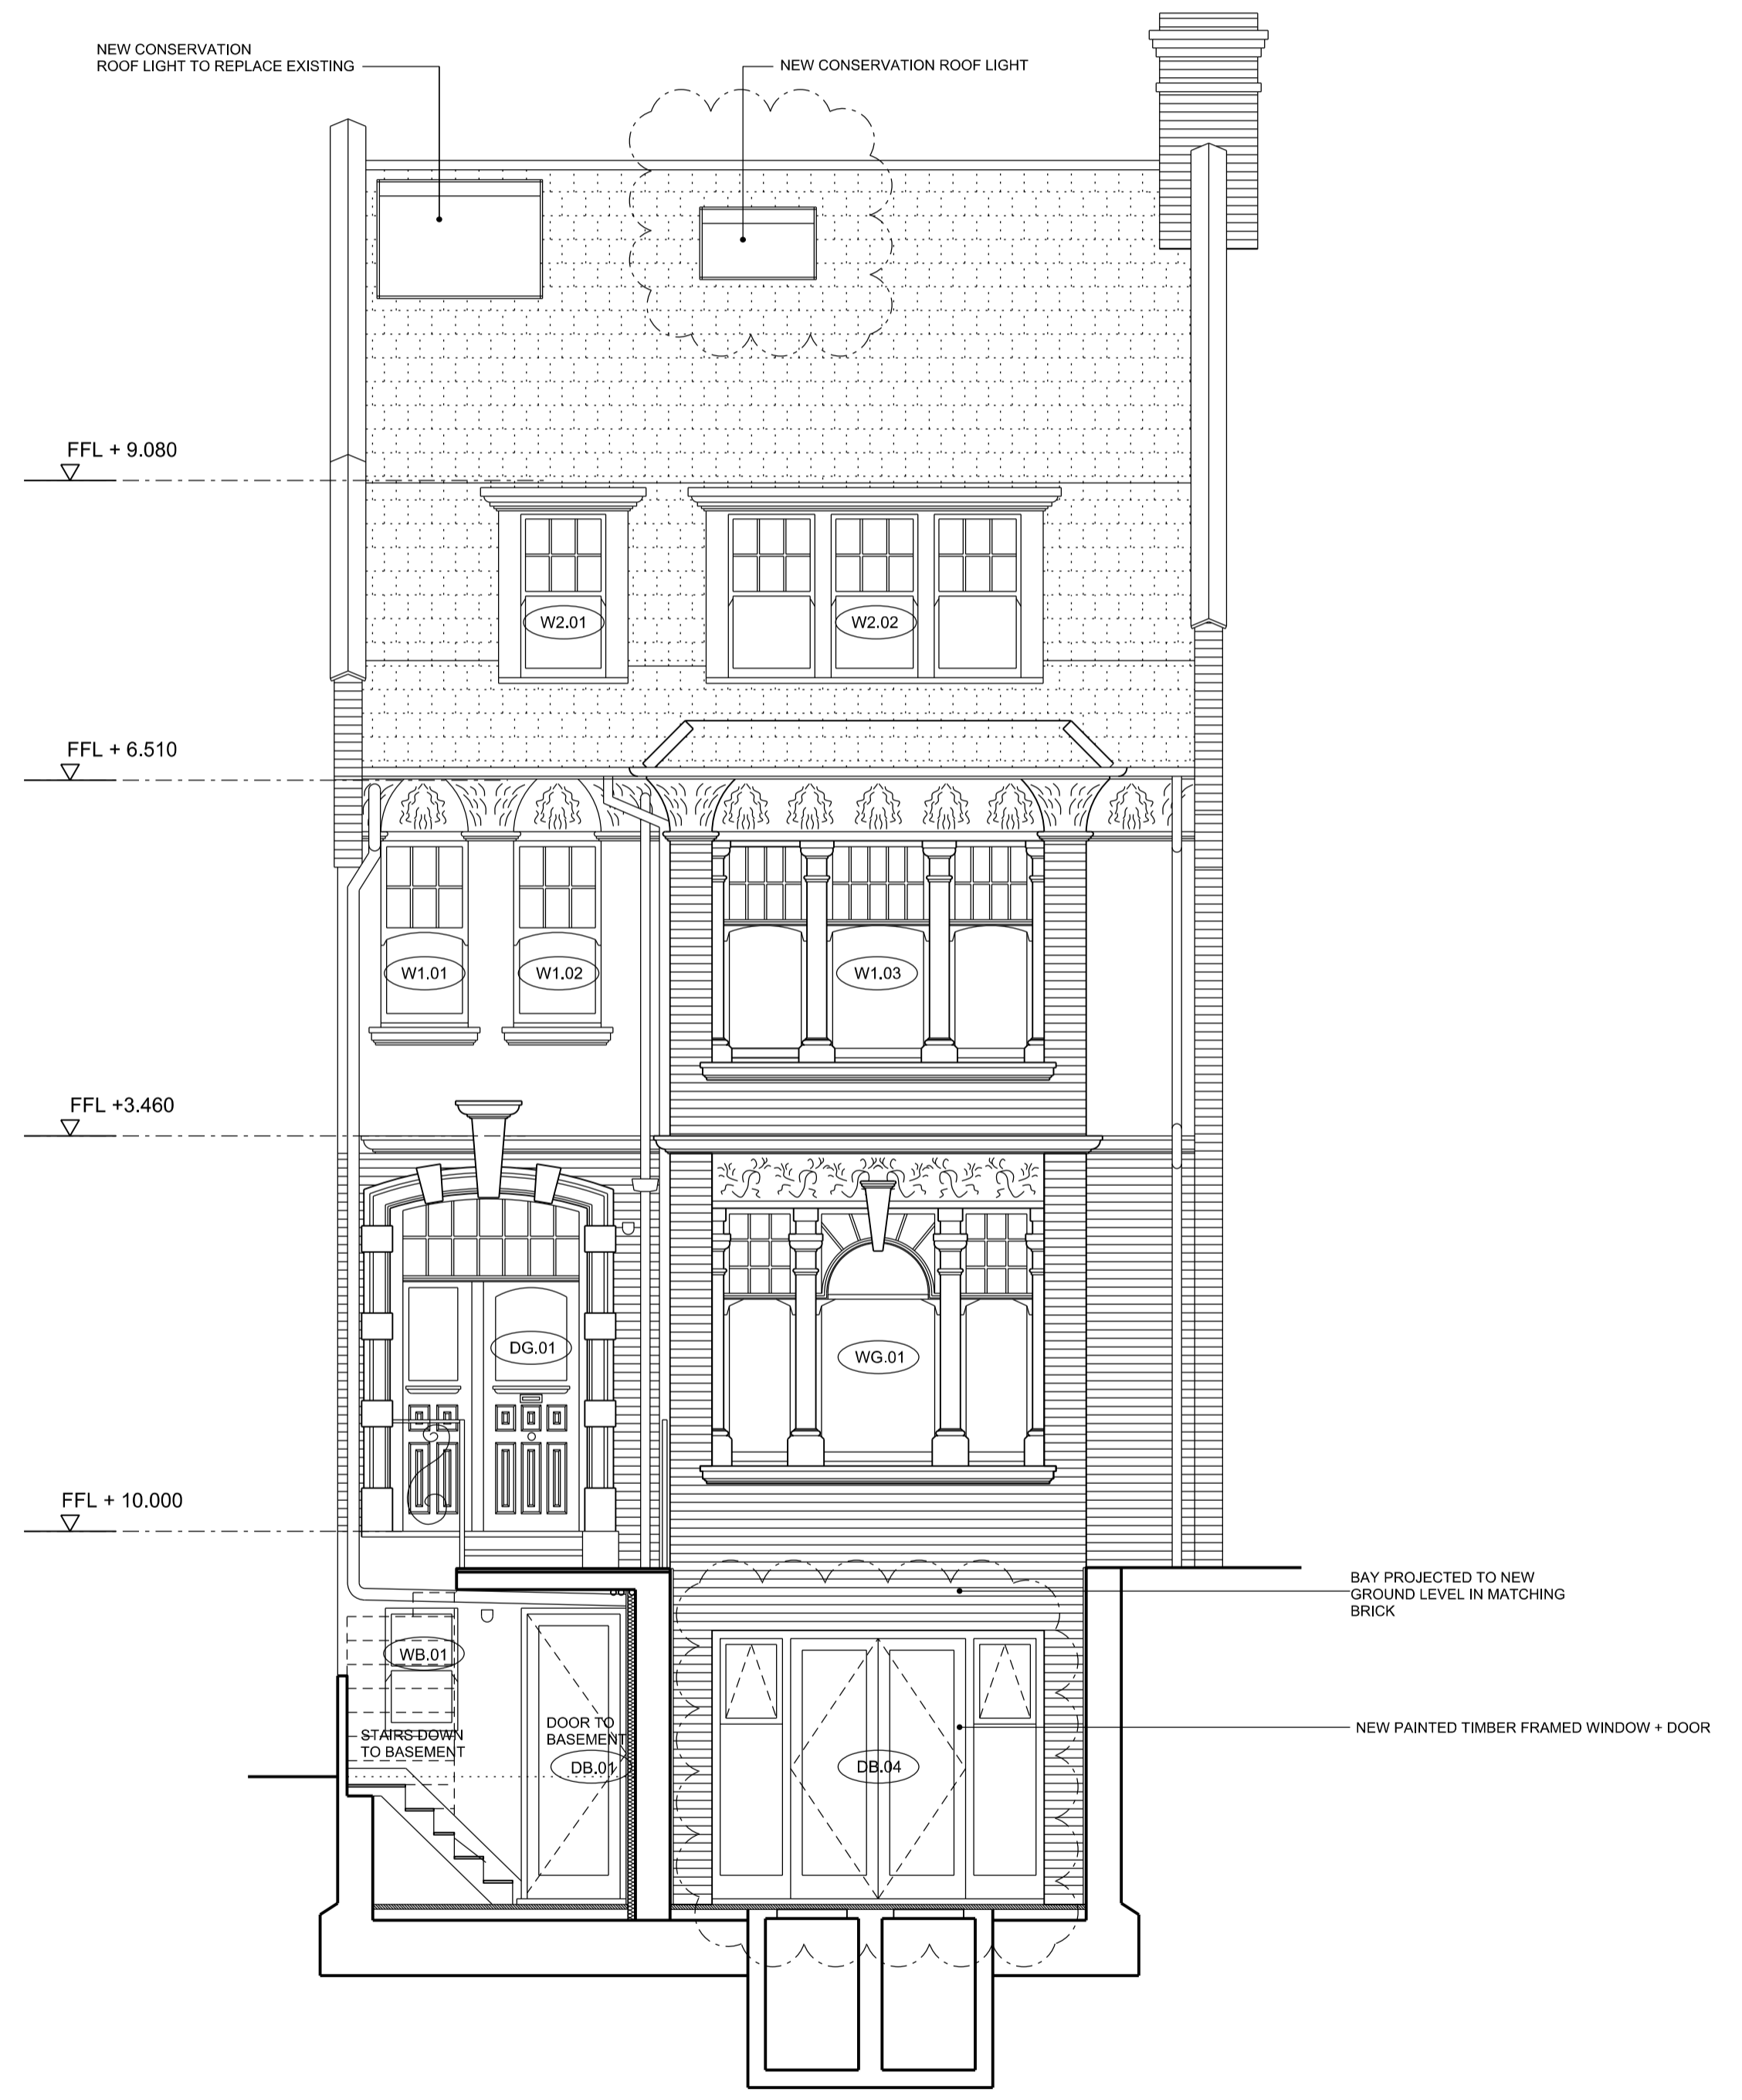 NEW CONSERVATION
ROOF LIGHT TO REPLACE EXISTING
NEW CONSERVATION ROOF LIGHT
FFL + 9.080
W2.01
W2.02
FFL + 6.510
W1.01
W1.02
W1.03
FFL +3.460
DG.01
WG.01
FFL + 10.000
BAY PROJECTED TO NEW
GROUND LEVEL IN MATCHING
BRICK
WB.01
STAIRS DOWN
TO BASEMENT
DOOR TO
BASEMENT
DB.01
DB.04
NEW PAINTED TIMBER FRAMED WINDOW + DOOR